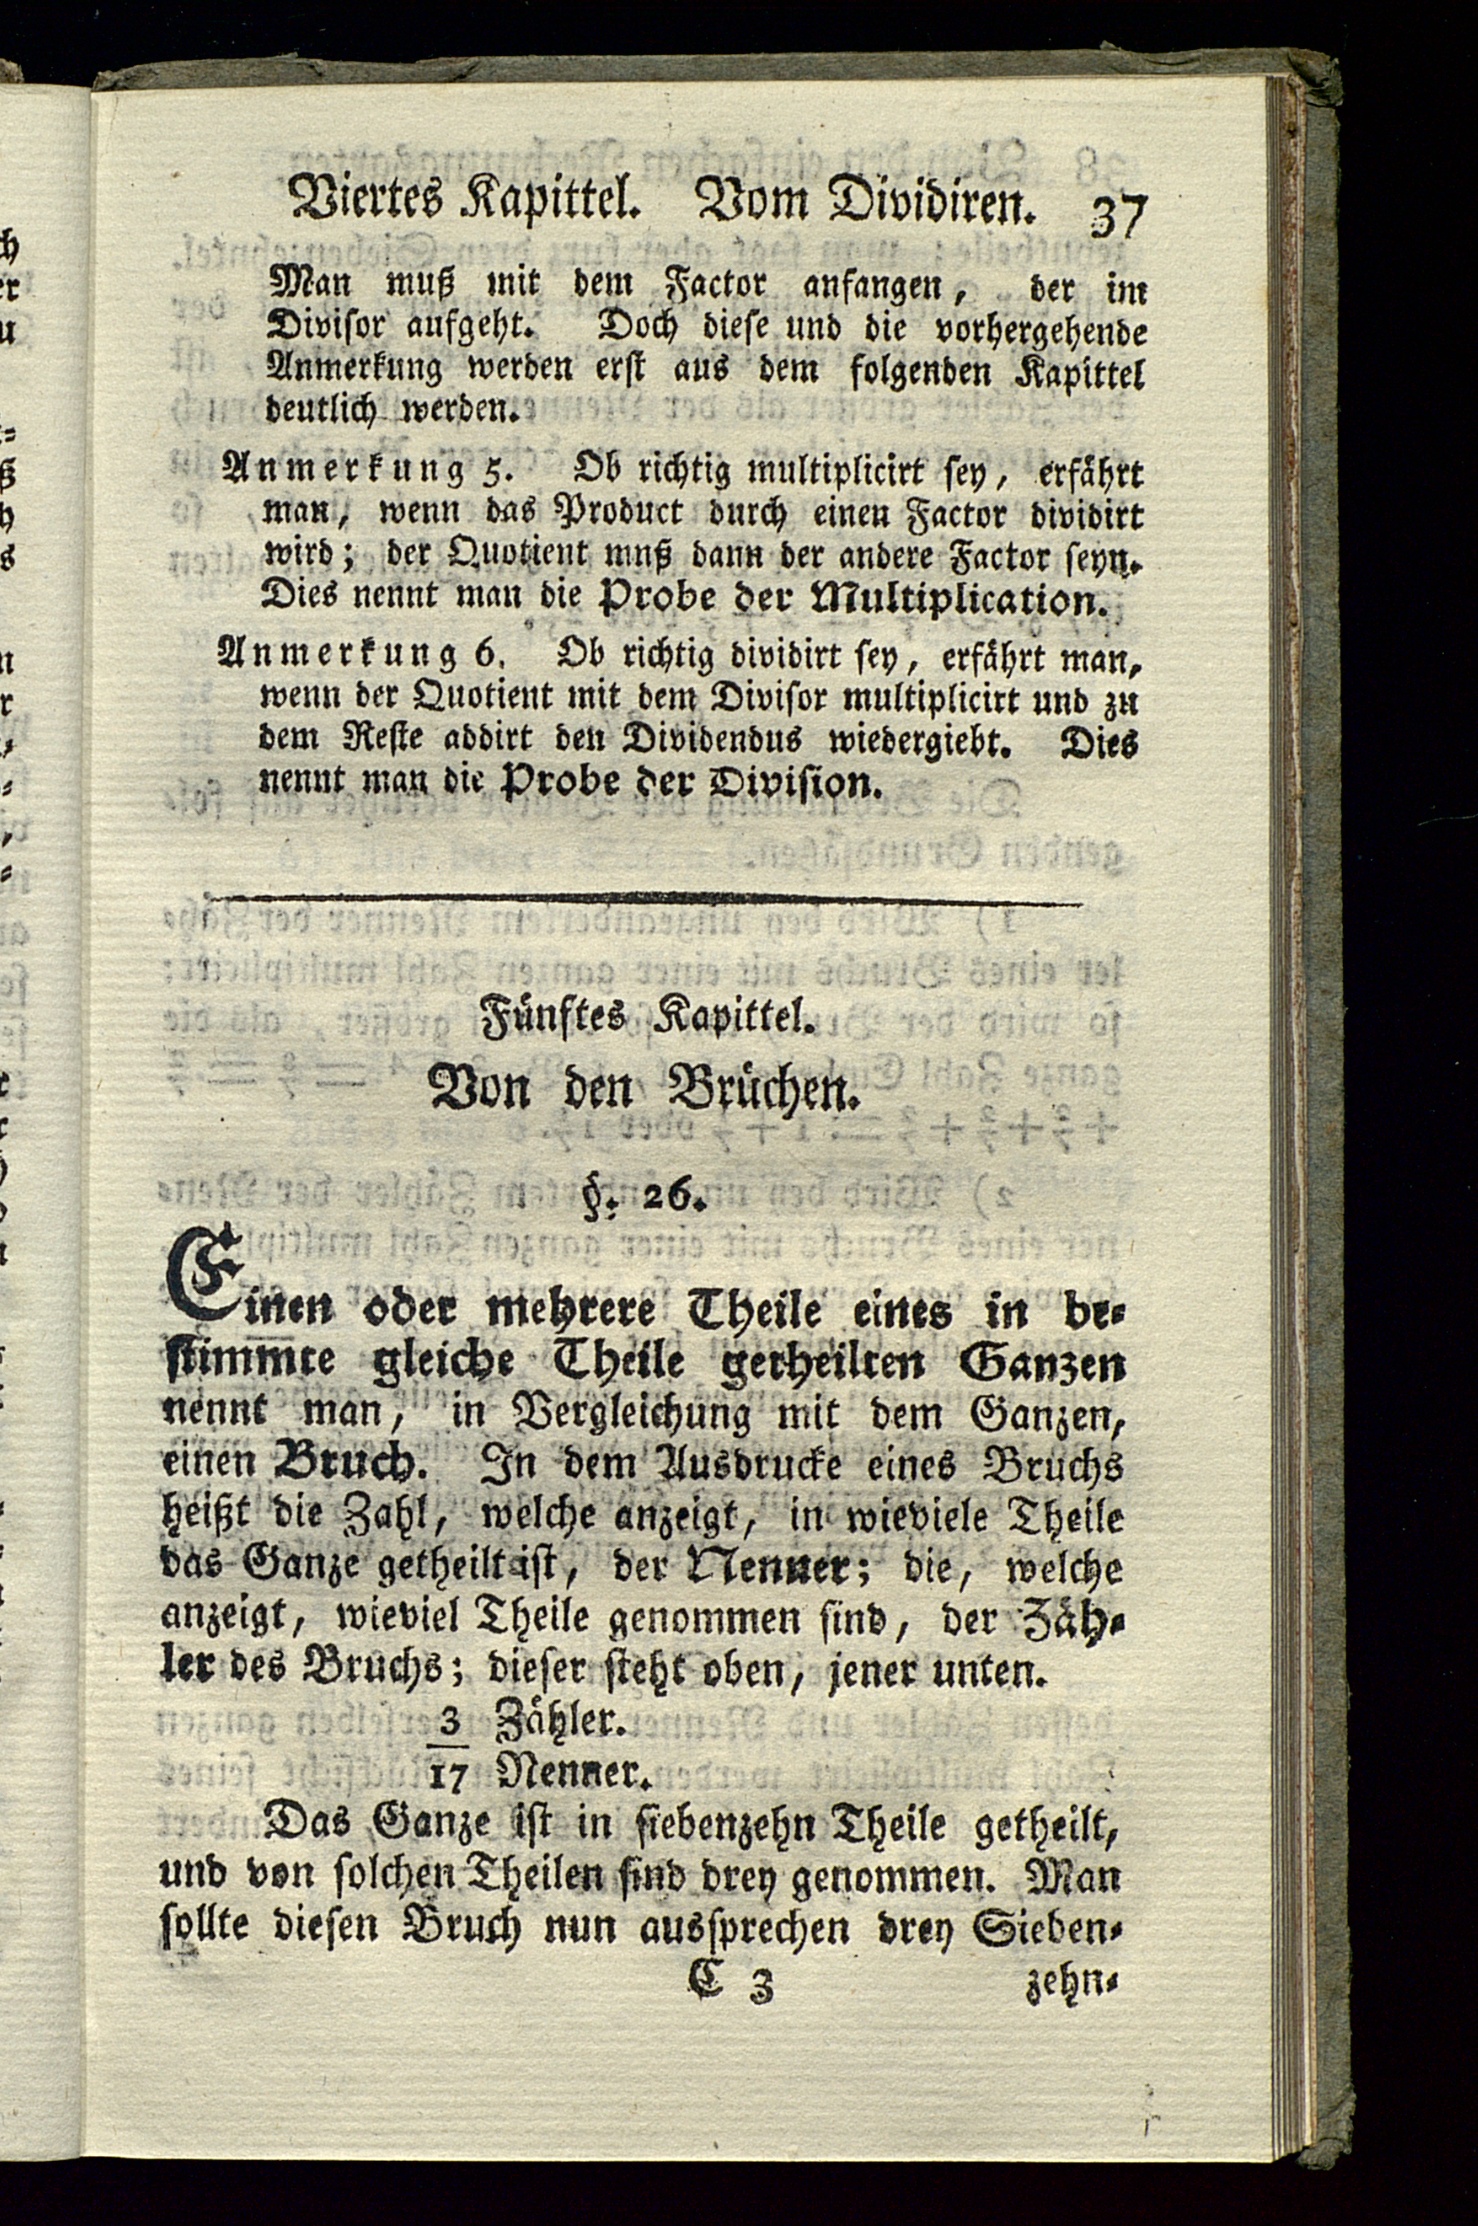 Viertes Kapittel. Vom Dividiren. 37
Man muß mit dem Factor anfangen, der im
Divisor aufgeht. Doch diese und die vorhergehende
Anmerkung werden erst aus dem folgenden Kapittel
deutlich werden.
Anmerkung 5. Ob richtig multiplicirt sey, erfährt
man, wenn das Product durch einen Factor dividirt
wird; der Quotient muß dann der andere Factor seyn.
Dies nennt man die Probe der Multiplication.
Anmerkung 6. Ob richtig dividirt sey, erfährt man,
wenn der Quotient mit dem Divisor multiplicirt und zu
dem Reste addirt den Dividendus wiedergiebt. Dies
nennt man die Probe der Division.
Fünftes Kapittel.
Von den Brüchen.
§. 26.
Einen oder mehrere Theile eines in be-
stimmte gleiche Theile getheilten Ganzen
nennt man, in Vergleichung mit dem Ganzen,
einen Bruch. In dem Ausdrucke eines Bruchs
heißt die Zahl, welche anzeigt, in wieviele Theile
das Ganze getheilt ist, der Nenner; die, welche
anzeigt, wieviel Theile genommen sind, der Zäh-
ler des Bruchs; dieser steht oben, jener unten.
3 Zähler.
17 Nenner.
Das Ganze ist in siebenzehn Theile getheilt,
und von solchen Theilen sind drey genommen. Man
sollte diesen Bruch nun aussprechen drey Sieben-
C 3 zehn-